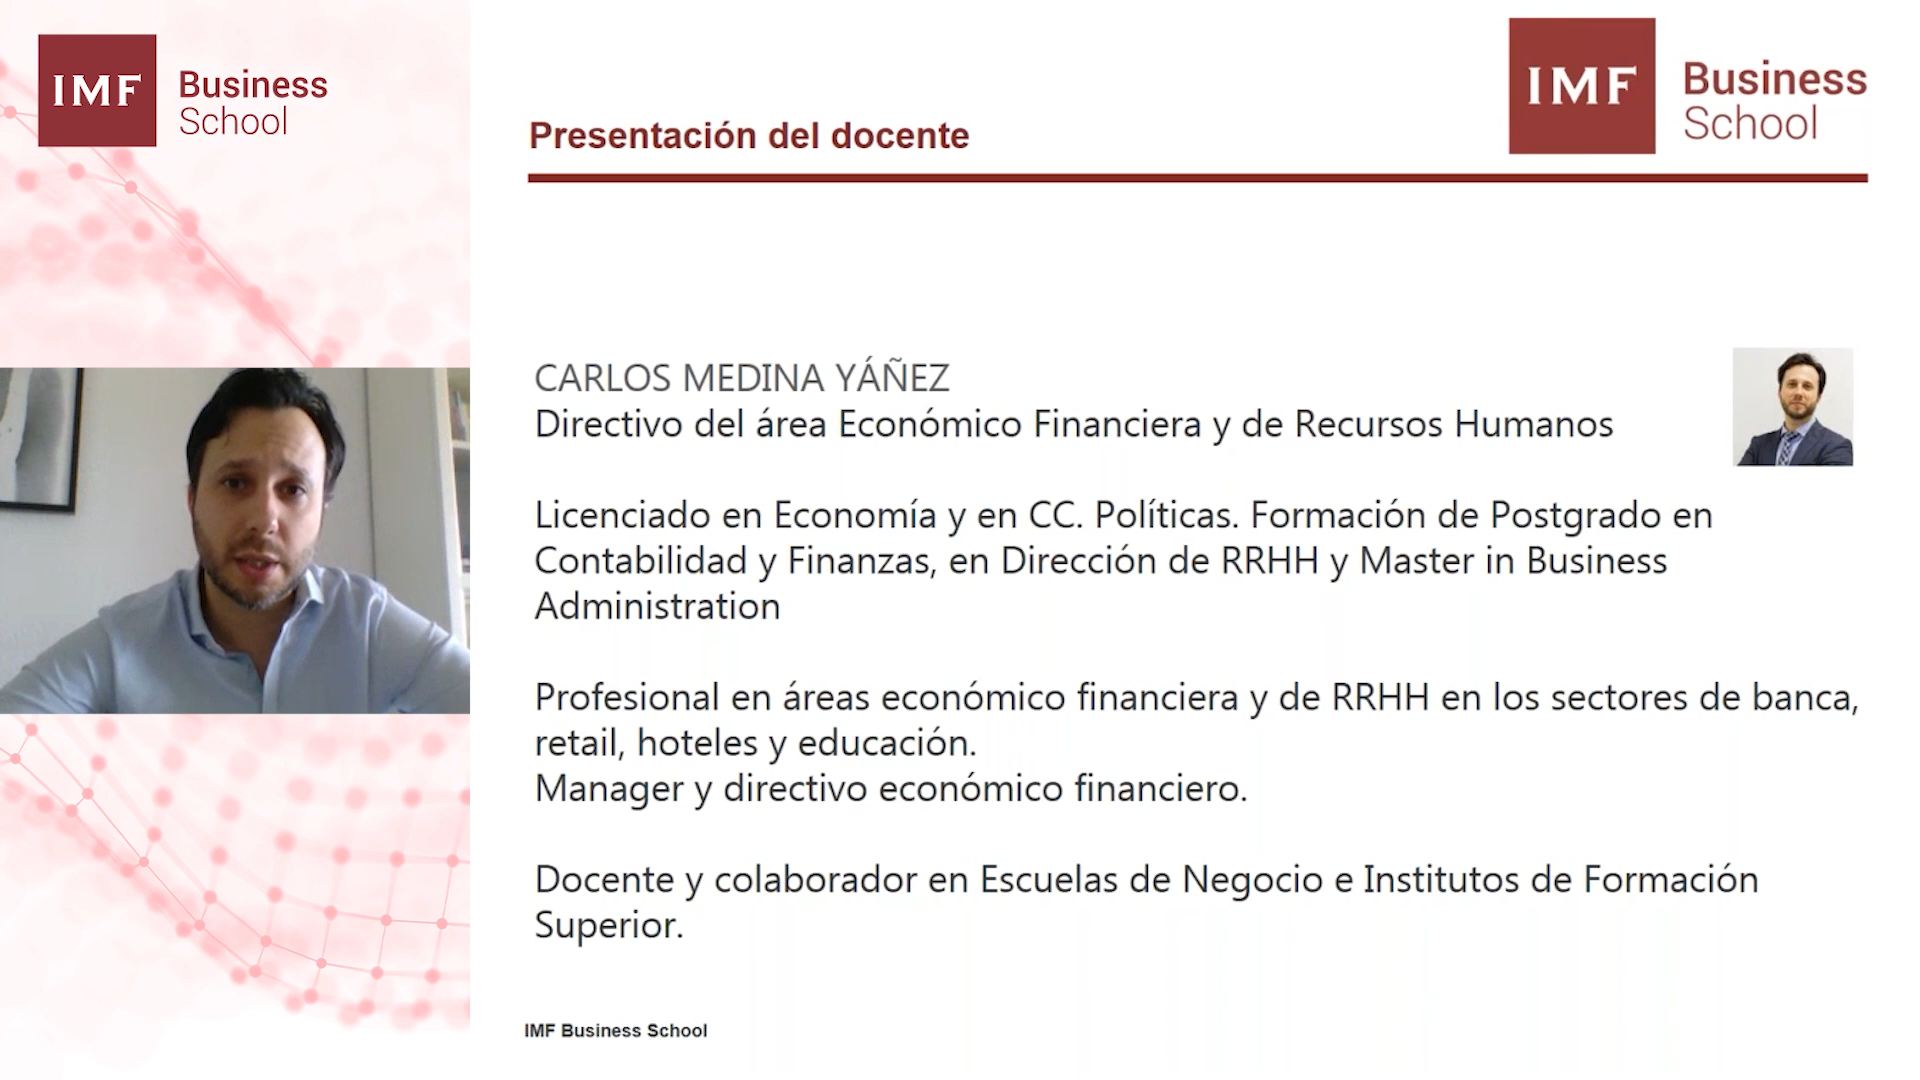 IMF Business
School
IMF Business
School
Presentación del docente
CARLOS MEDINA YÁÑEZ
Directivo del área Económico Financiera y de Recursos Humanos
Licenciado en Economía y en CC. Políticas. Formación de Postgrado en
Contabilidad y Finanzas, en Dirección de RRHH y Master in Business
Administration
Profesional en áreas económico financiera y de RRHH en los sectores de banca,
retail, hoteles y educación.
Manager y directivo económico financiero.
Docente y colaborador en Escuelas de Negocio e Institutos de Formación
Superior.
IMF Business School